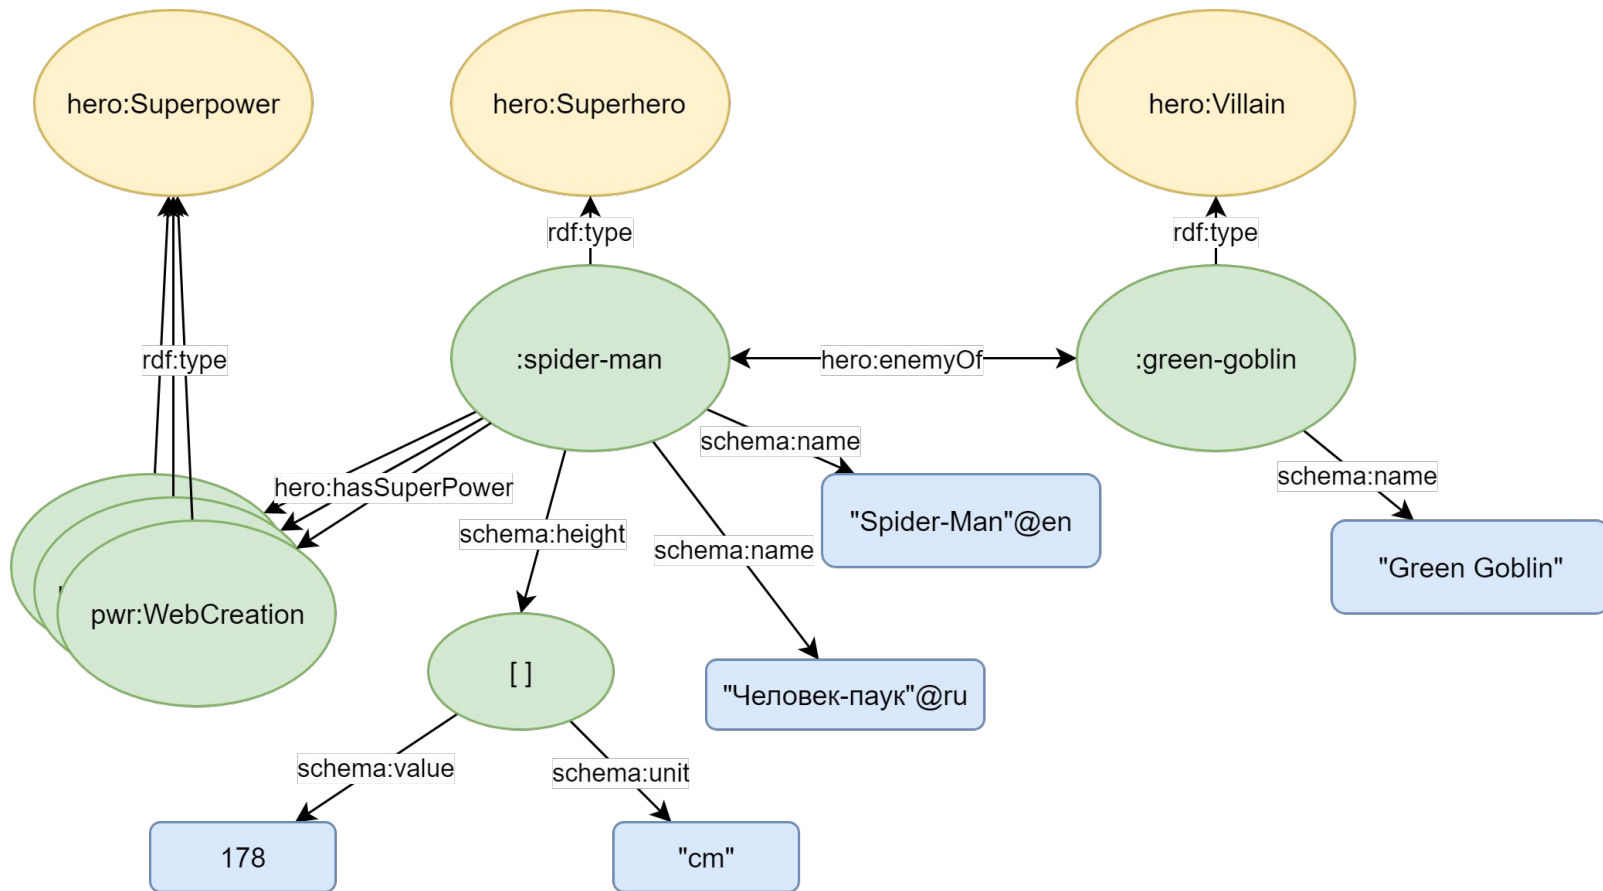 hero:Superpower
hero:Superhero
hero:Villain
rdf:type
rdf:type
rdf:type
:spider-man
hero:enemyOf
:green-goblin
schema:name
schema:name
hero:hasSuperPower
schema:height
schema:name
"Spider-Man"@en
"Green Goblin"
pwr:WebCreation
[ ]
"Человек-паук"@ru
schema:value
schema:unit
178
"cm"